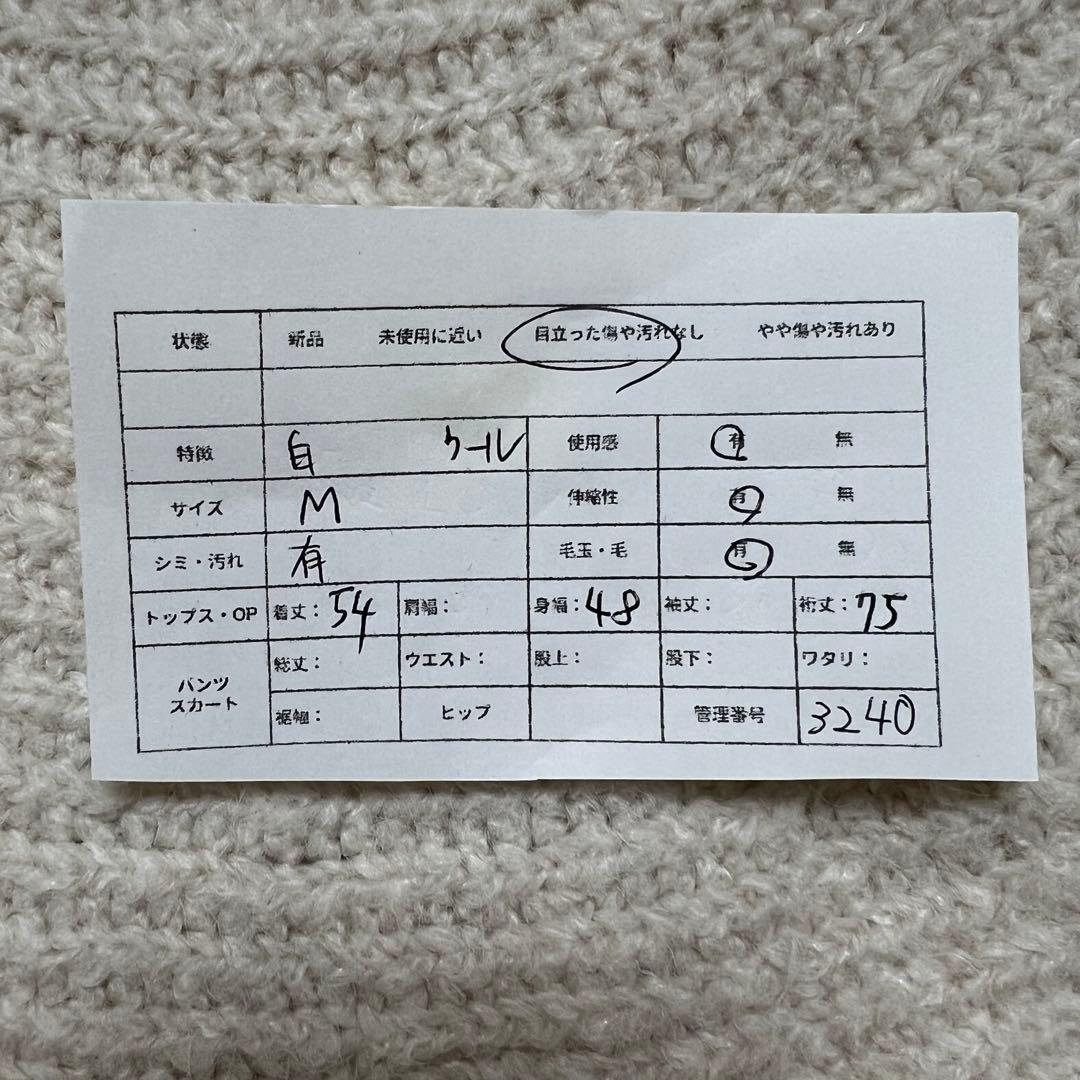 状態 新品 未使用に近い 目立った傷や汚れなし やや傷や汚れあり
特徴 白 ウール 使用感 有 無
サイズ M 伸縮性 有 無
シミ・汚れ 有 毛玉・毛 有 無
トップス・OP 着丈：54 肩幅： 身幅：48 袖丈： 裄丈：75
パンツ 総丈： ウエスト：股上： 股下： ワタリ：
スカート 裾幅： ヒップ 管理番号 3240